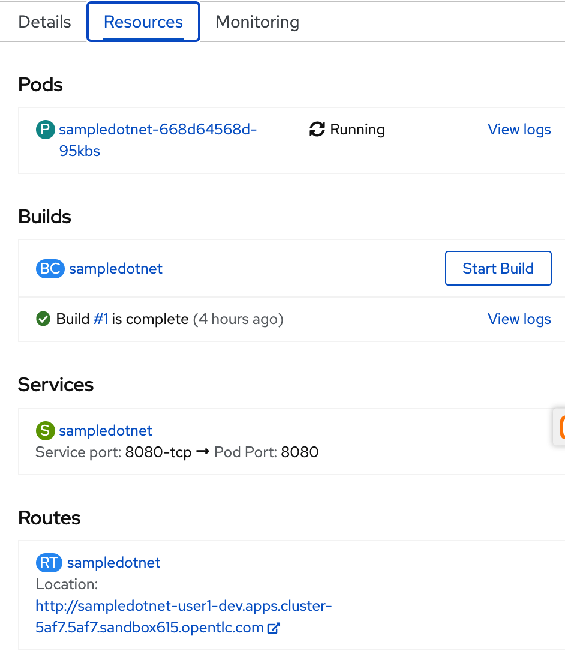 Details Resources Monitoring
Pods
P sampledotnet-668d64568d- Running View logs
95kbs
Builds
BC sampledotnet Start Build
Build #1 is complete (4 hours ago) View logs
Services
S sampledotnet
Service port: 8080-tcp → Pod Port: 8080
Routes
RT sampledotnet
Location:
http://sampledotnet-user1-dev.apps.cluster-
5af7.5af7.sandbox615.opentlc.com